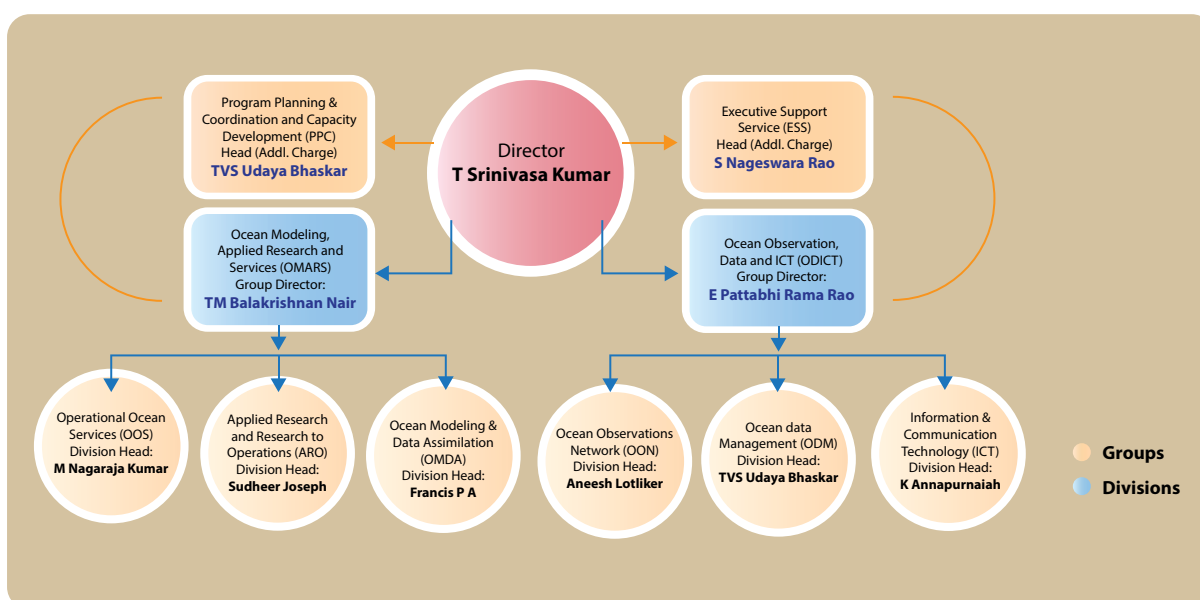 Program Planning &
Coordination and Capacity
Development (PPC)
Head (Addl. Charge)
TVS Udaya Bhaskar
Director
T Srinivasa Kumar
Executive Support
Service (ESS)
Head (Addl. Charge)
S Nageswara Rao
Ocean Modeling,
Applied Research and
Services (OMARS)
Group Director:
TM Balakrishnan Nair
Ocean Observation,
Data and ICT (ODICT)
Group Director:
E Pattabhi Rama Rao
Operational Ocean
Services (OOS)
Division Head:
M Nagaraja Kumar
Applied Research
and Research to
Operations (ARO)
Division Head:
Sudheer Joseph
Ocean Modeling &
Data Assimilation
(OMDA)
Division Head:
Francis P A
Ocean Observations
Network (OON)
Division Head:
Aneesh Lotliker
Ocean data
Management (ODM)
Division Head:
TVS Udaya Bhaskar
Information &
Communication
Technology (ICT)
Division Head:
K Annapurnaiah
Groups
Divisions